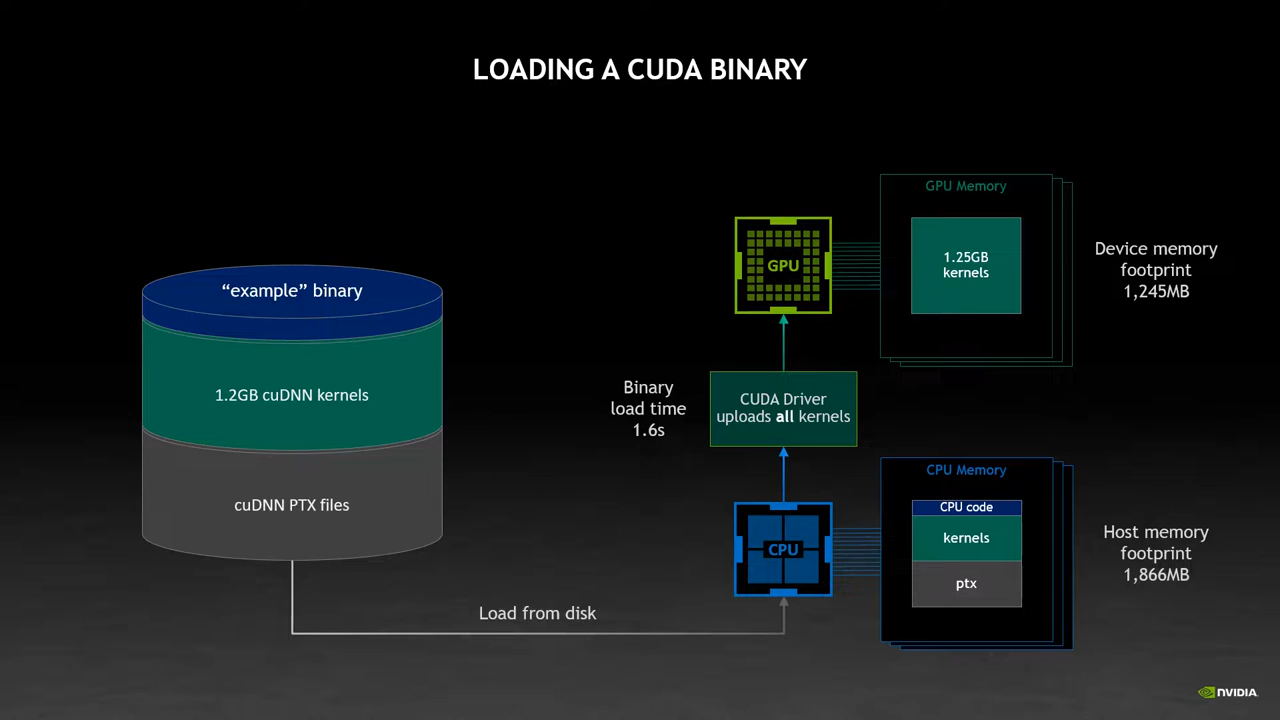 LOADING A CUDA BINARY
“example” binary
1.2GB cuDNN kernels
cuDNN PTX files
Load from disk
Binary
load time
1.6s
GPU
CUDA Driver
uploads all kernels
CPU
GPU Memory
1.25GB
kernels
Device memory
footprint
1,245MB
CPU Memory
CPU code
kernels
ptx
Host memory
footprint
1,866MB
NVIDIA